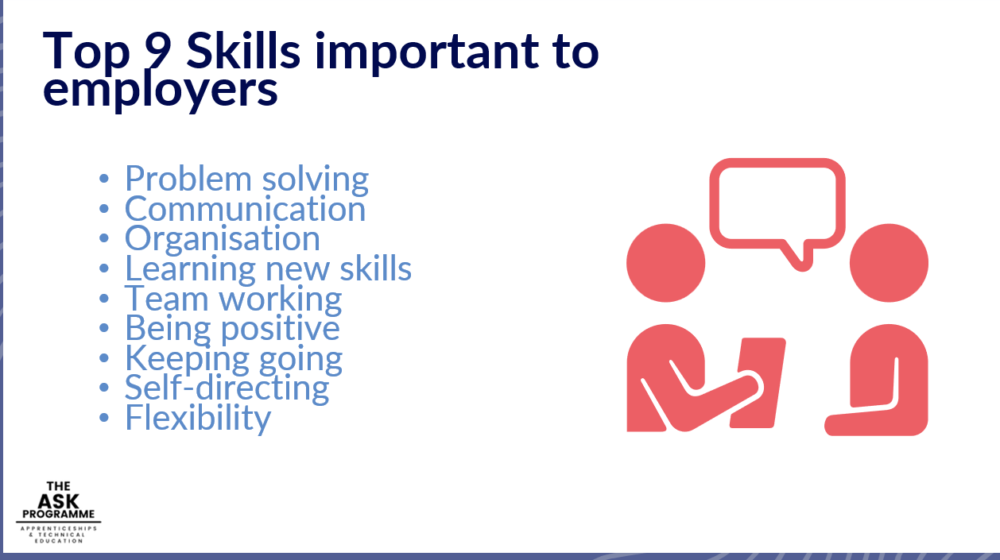 Top 9 Skills important to
employers
• Problem solving
• Communication
• Organisation
• Learning new skills
• Team working
• Being positive
• Keeping going
• Self-directing
• Flexibility
THE
ASK
PROGRAMME
APPRENTICESHIPS
& TECHNICAL
EDUCATION